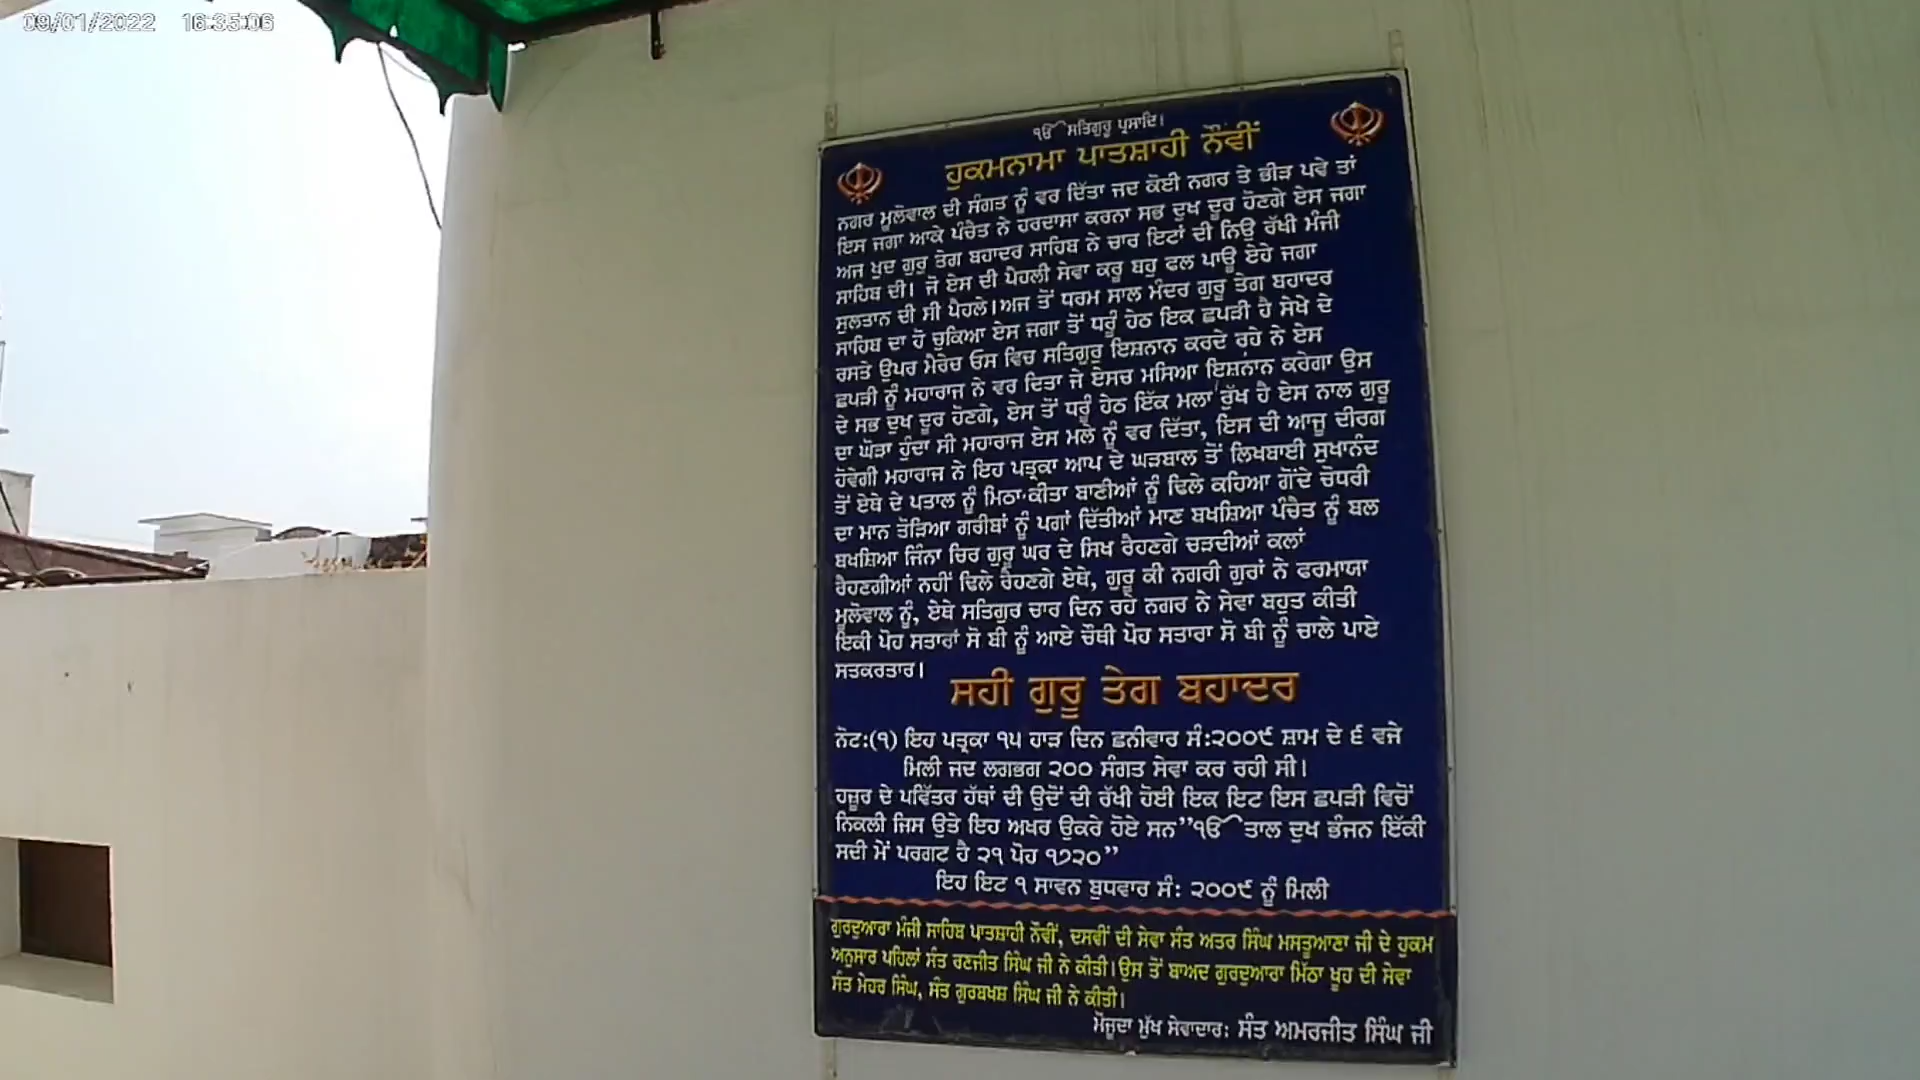 09/01/2022 16:35:06
ੴ ਸਤਿਗੁਰੂ ਪ੍ਰਸਾਦਿ।
ਹੁਕਮਨਾਮਾ ਪਾਤਸ਼ਾਹੀ ਨੌਵੀਂ
ਨਗਰ ਮੂਲੋਵਾਲ ਦੀ ਸੰਗਤ ਨੂੰ ਵਰ ਦਿੱਤਾ ਜਦ ਕੋਈ ਨਗਰ ਤੇ ਭੀੜ ਪਵੇ ਤਾਂ
ਇਸ ਜਗਾ ਆਕੇ ਪੰਚੈਤ ਨੇ ਹਰਦਾਸਾ ਕਰਨਾ ਸਭ ਦੁਖ ਦੂਰ ਹੋਣਗੇ ਏਸ ਜਗਾ
ਅਜ ਖੁਦ ਗੁਰੂ ਤੇਗ ਬਹਾਦਰ ਸਾਹਿਬ ਨੇ ਚਾਰ ਇਟਾਂ ਦੀ ਨਿਉ ਰੱਖੀ ਮੰਜੀ
ਸਾਹਿਬ ਦੀ। ਜੋ ਏਸ ਦੀ ਪੈਹਲੀ ਸੇਵਾ ਕਰੂ ਬਹੁ ਫਲ ਪਾਊ ਏਹੇ ਜਗਾ
ਸੁਲਤਾਨ ਦੀ ਸੀ ਪੈਹਲੇ।ਅਜ ਤੋਂ ਧਰਮ ਸਾਲ ਮੰਦਰ ਗੁਰੂ ਤੇਗ ਬਹਾਦਰ
ਸਾਹਿਬ ਦਾ ਹੋ ਚੁਕਿਆ ਏਸ ਜਗਾ ਤੋਂ ਧਰੂੰ ਹੇਠ ਇਕ ਛਪੜੀ ਹੈ ਸੇਖੇ ਦੇ
ਰਸਤੇ ਉਪਰ ਮੈਰੇਚ ਓਸ ਵਿਚ ਸਤਿਗੁਰੁ ਇਸ਼ਨਾਨ ਕਰਦੇ ਰਹੇ ਨੇ ਏਸ
ਛਪੜੀ ਨੂੰ ਮਹਾਰਾਜ ਨੇ ਵਰ ਦਿਤਾ ਜੇ ਏਸਚ ਮਸਿਆ ਇਸ਼ਨਾਨ ਕਰੇਗਾ ਉਸ
ਦੇ ਸਭ ਦੁਖ ਦੂਰ ਹੋਣਗੇ, ਏਸ ਤੋਂ ਧਰੂੰ ਹੇਠ ਇੱਕ ਮਲਾ ਰੁੱਖ ਹੈ ਏਸ ਨਾਲ ਗੁਰੂ
ਦਾ ਘੋੜਾ ਹੁੰਦਾ ਸੀ ਮਹਾਰਾਜ ਏਸ ਮਲੇ ਨੂੰ ਵਰ ਦਿੱਤਾ, ਇਸ ਦੀ ਆਜੂ ਦੀਰਗ
ਹੋਵੇਗੀ ਮਹਾਰਾਜ ਨੇ ਇਹ ਪਤ੍ਰਕਾ ਆਪ ਦੇ ਘੜਬਾਲ ਤੋਂ ਲਿਖਬਾਈ ਸੁਖਾਨੰਦ
ਤੋਂ ਏਥੇ ਦੇ ਪਤਾਲ ਨੂੰ ਮਿਠਾ ਕੀਤਾ ਬਾਣੀਆਂ ਨੂੰ ਢਿਲੇ ਕਹਿਆ ਗੋਂਦੇ ਚੋਧਰੀ
ਦਾ ਮਾਨ ਤੋੜਿਆ ਗਰੀਬਾਂ ਨੂੰ ਪਗਾਂ ਦਿੱਤੀਆਂ ਮਾਣ ਬਖਸ਼ਿਆ ਪੰਚੈਤ ਨੂੰ ਬਲ
ਬਖਸ਼ਿਆ ਜਿੰਨਾ ਚਿਰ ਗੁਰੂ ਘਰ ਦੇ ਸਿਖ ਰੈਹਣਗੇ ਚੜਦੀਆਂ ਕਲਾਂ
ਰੈਹਣਗੀਆਂ ਨਹੀਂ ਢਿਲੇ ਰੈਹਣਗੇ ਏਥੇ, ਗੁਰੂ ਕੀ ਨਗਰੀ ਗੁਰਾਂ ਨੇ ਫਰਮਾਯਾ
ਮੂਲੋਵਾਲ ਨੂੰ, ਏਥੇ ਸਤਿਗੁਰ ਚਾਰ ਦਿਨ ਰਹੇ ਨਗਰ ਨੇ ਸੇਵਾ ਬਹੁਤ ਕੀਤੀ
ਇਕੀ ਪੋਹ ਸਤਾਰਾਂ ਸੋ ਬੀ ਨੂੰ ਆਏ ਚੌਥੀ ਪੋਹ ਸਤਾਰਾ ਸੋ ਬੀ ਨੂੰ ਚਾਲੇ ਪਾਏ
ਸਤਕਰਤਾਰ।
ਸਹੀ ਗੁਰੂ ਤੇਗ ਬਹਾਦਰ
ਨੋਟ:(੧) ਇਹ ਪਤ੍ਰਕਾ ੧੫ ਹਾੜ ਦਿਨ ਛਨੀਵਾਰ ਸੰ:੨੦੦੯ ਸ਼ਾਮ ਦੇ ੬ ਵਜੇ
ਮਿਲੀ ਜਦ ਲਗਭਗ ੨੦੦ ਸੰਗਤ ਸੇਵਾ ਕਰ ਰਹੀ ਸੀ।
ਹਜ਼ੂਰ ਦੇ ਪਵਿੱਤਰ ਹੱਥਾਂ ਦੀ ਉਦੋਂ ਦੀ ਰੱਖੀ ਹੋਈ ਇਕ ਇਟ ਇਸ ਛਪੜੀ ਵਿਚੋਂ
ਨਿਕਲੀ ਜਿਸ ਉਤੇ ਇਹ ਅਖਰ ਉਕਰੇ ਹੋਏ ਸਨ”ੴ ਤਾਲ ਦੁਖ ਭੰਜਨ ਇੱਕੀ
ਸਦੀ ਮੇਂ ਪਰਗਟ ਹੈ ੨੧ ਪੋਹ ੧੭੨੦”
ਇਹ ਇਟ ੧ ਸਾਵਨ ਬੁਧਵਾਰ ਸੰ: ੨੦੦੯ ਨੂੰ ਮਿਲੀ
ਗੁਰਦੁਆਰਾ ਮੰਜੀ ਸਾਹਿਬ ਪਾਤਸ਼ਾਹੀ ਨੌਵੀਂ, ਦਸਵੀਂ ਦੀ ਸੇਵਾ ਸੰਤ ਅਤਰ ਸਿੰਘ ਮਸਤੂਆਣਾ ਜੀ ਦੇ ਹੁਕਮ
ਅਨੁਸਾਰ ਪਹਿਲਾਂ ਸੰਤ ਰਣਜੀਤ ਸਿੰਘ ਜੀ ਨੇ ਕੀਤੀ।ਉਸ ਤੋਂ ਬਾਅਦ ਗੁਰਦੁਆਰਾ ਮਿੱਠਾ ਖੂਹ ਦੀ ਸੇਵਾ
ਸੰਤ ਮੇਹਰ ਸਿੰਘ, ਸੰਤ ਗੁਰਬਖਸ਼ ਸਿੰਘ ਜੀ ਨੇ ਕੀਤੀ।
ਮੌਜੂਦਾ ਮੁੱਖ ਸੇਵਾਦਾਰ: ਸੰਤ ਅਮਰਜੀਤ ਸਿੰਘ ਜੀ